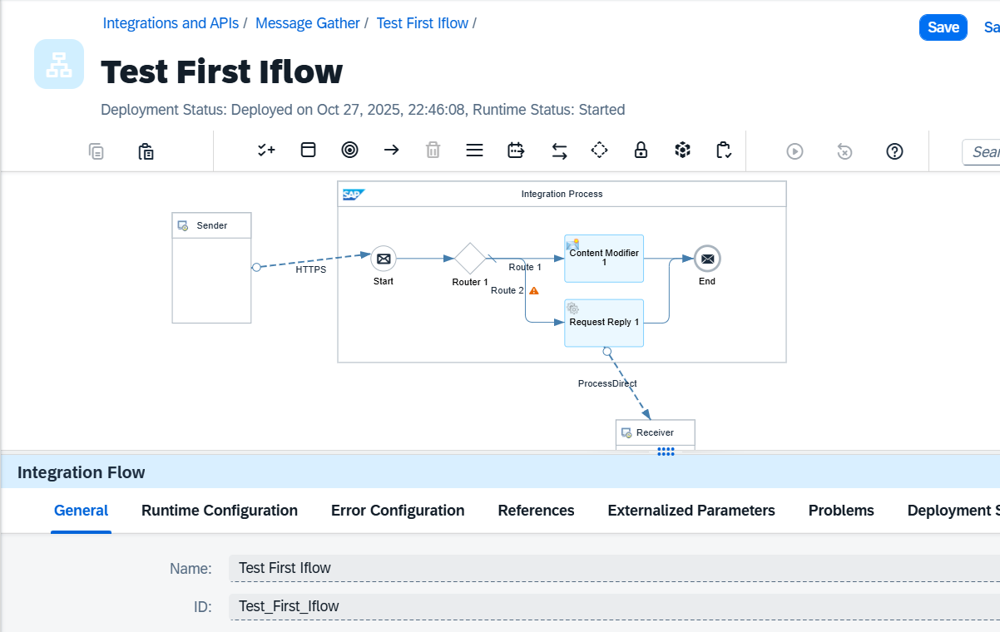 Integrations and APIs / Message Gather / Test First Iflow /
Save
Sa
Test First Iflow
Deployment Status: Deployed on Oct 27, 2025, 22:46:08, Runtime Status: Started
Sear
SAP
Integration Process
Sender
HTTPS
Start
Router 1
Route 1
Route 2
Content Modifier
1
Request Reply 1
End
ProcessDirect
Receiver
Integration Flow
General
Runtime Configuration
Error Configuration
References
Externalized Parameters
Problems
Deployment S
Name: Test First Iflow
ID: Test_First_Iflow